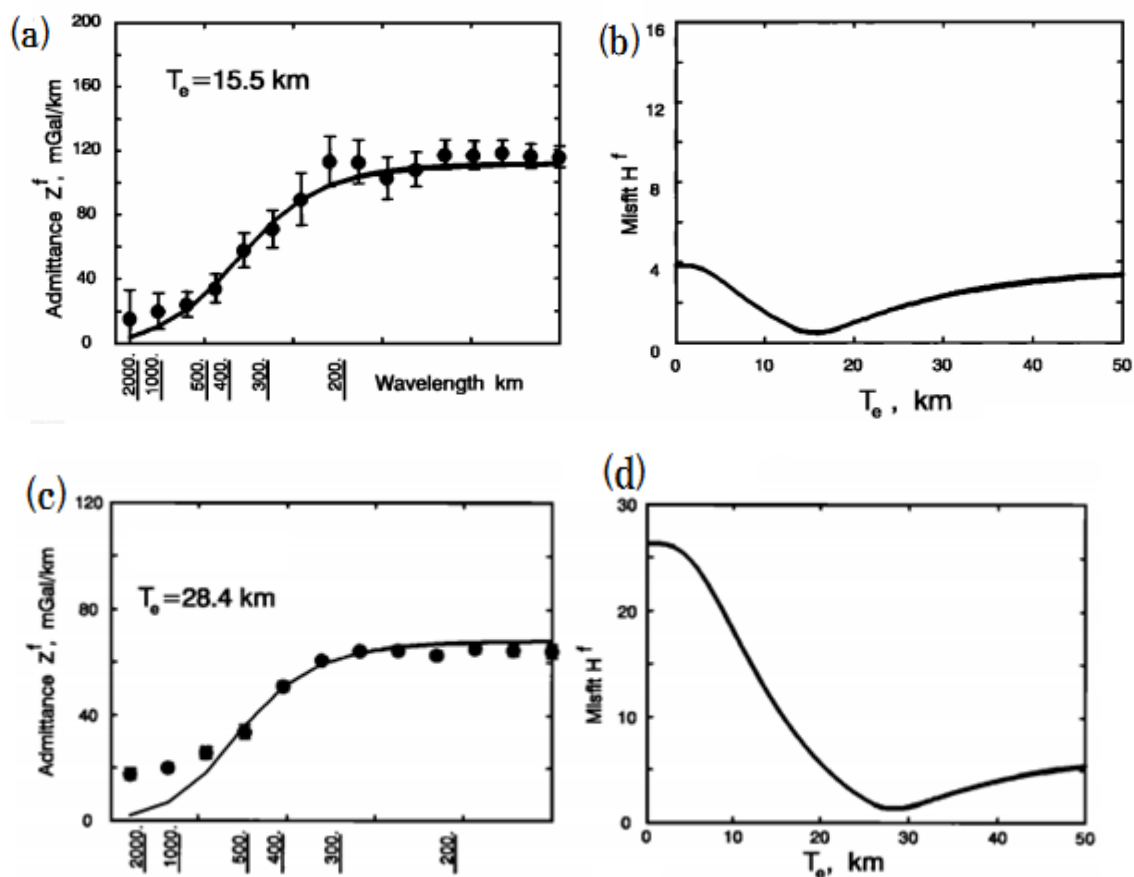 (a)
200
160
120
80
40
0
Admittance Z^f, mGal/km
T_e=15.5 km
2000. 1000. 500. 400. 300. 200. Wavelength km
(b)
16
12
8
4
0
Misfit H^f
0 10 20 30 40 50
T_e , km
(c)
120
80
40
0
Admittance Z^f, mGal/km
T_e=28.4 km
2000. 1000. 500. 400. 300. 200.
(d)
30
20
10
0
Misfit H^f
0 10 20 30 40 50
T_e, km